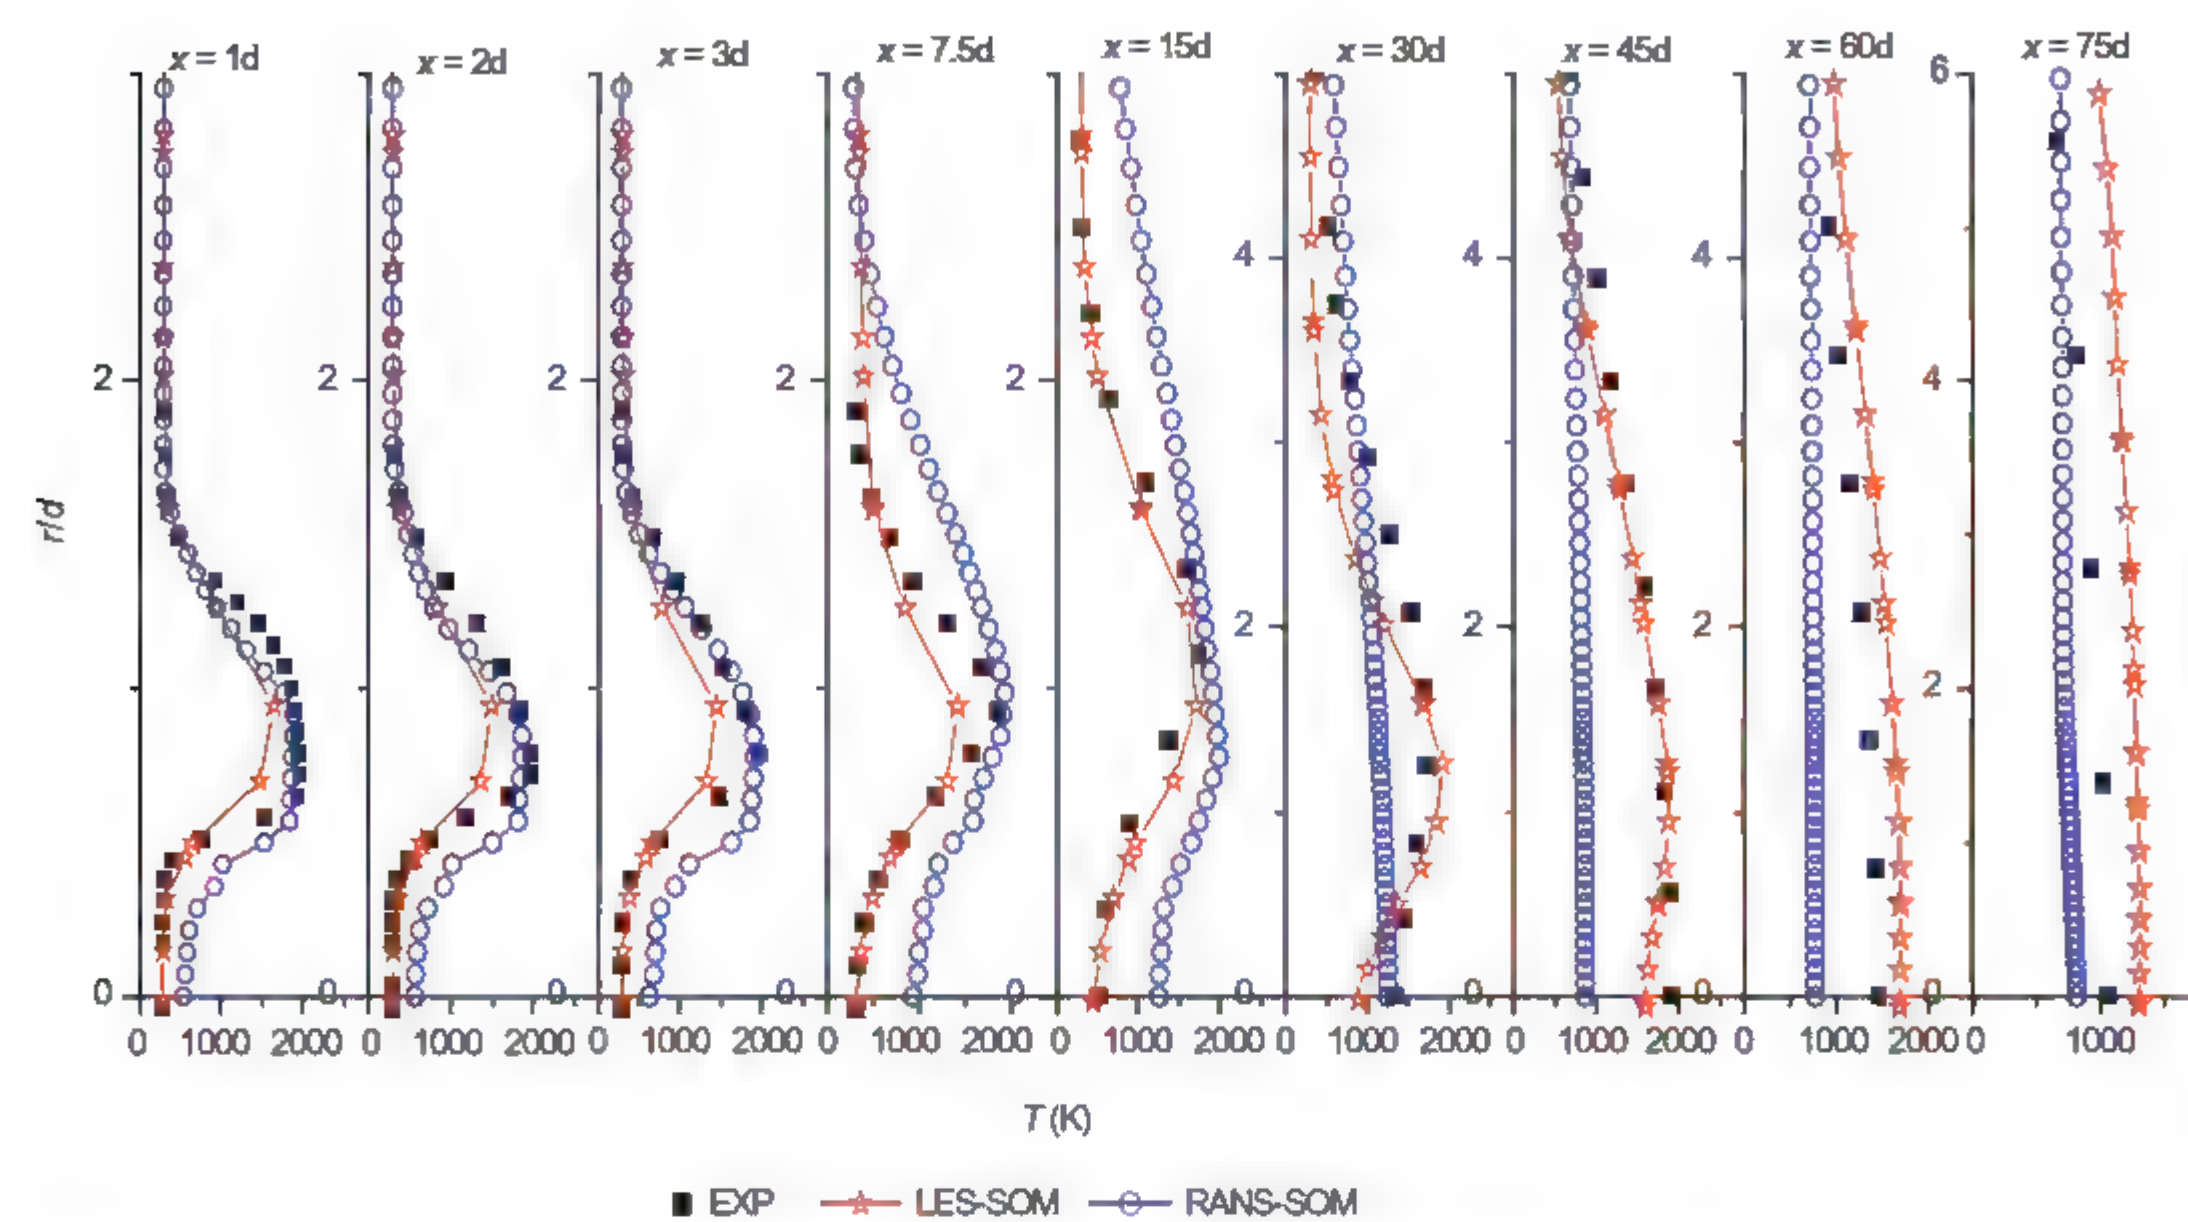 x = 1d x = 2d x = 3d x = 7.5d x = 15d x = 30d x = 45d x = 60d x = 75d
6
4 4 4
2 2 2 2 2 4
r/d
2 2 2
2
0 0 0 0 0 0 0 0 0
0 1000 2000 0 1000 2000 0 1000 2000 0 1000 2000 0 1000 2000 0 1000 2000 0 1000 2000 0 1000 2000 0 1000
T (K)
EXP LES-SOM RANS-SOM